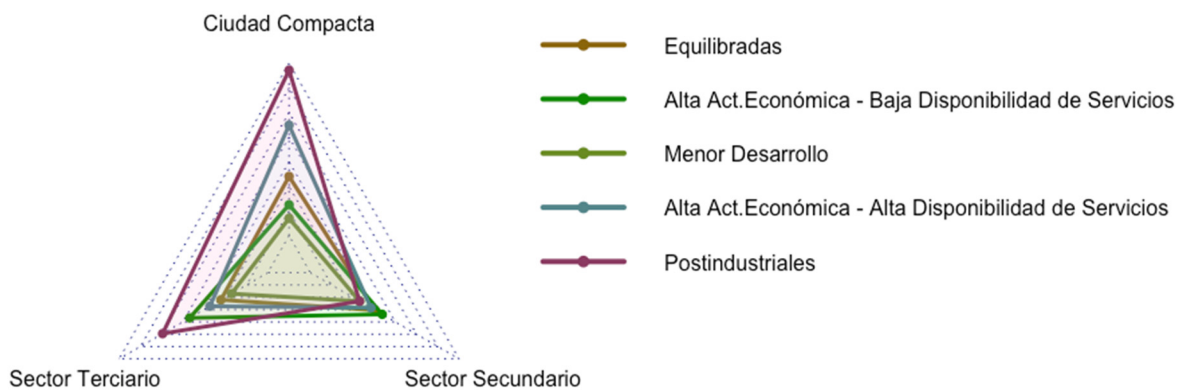 Ciudad Compacta
Equilibradas
Alta Act.Económica - Baja Disponibilidad de Servicios
Menor Desarrollo
Alta Act.Económica - Alta Disponibilidad de Servicios
Postindustriales
Sector Terciario
Sector Secundario